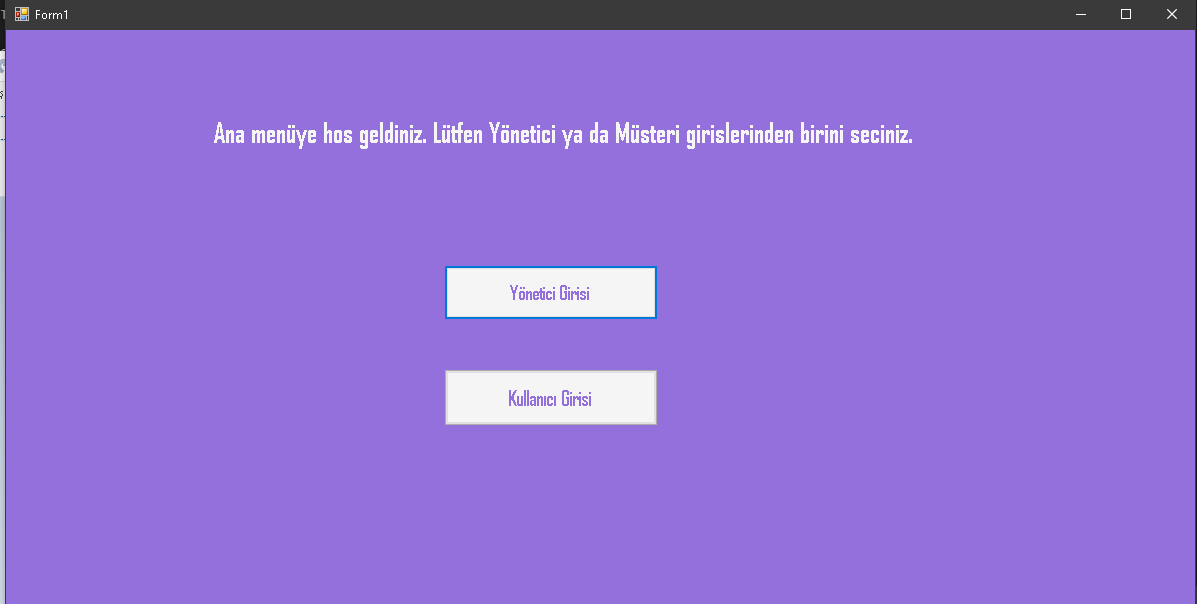 Form1
Ana menüye hos geldiniz. Lütfen Yönetici ya da Müsteri girislerinden birini seciniz.
Yönetici Girisi
Kullanıcı Girisi